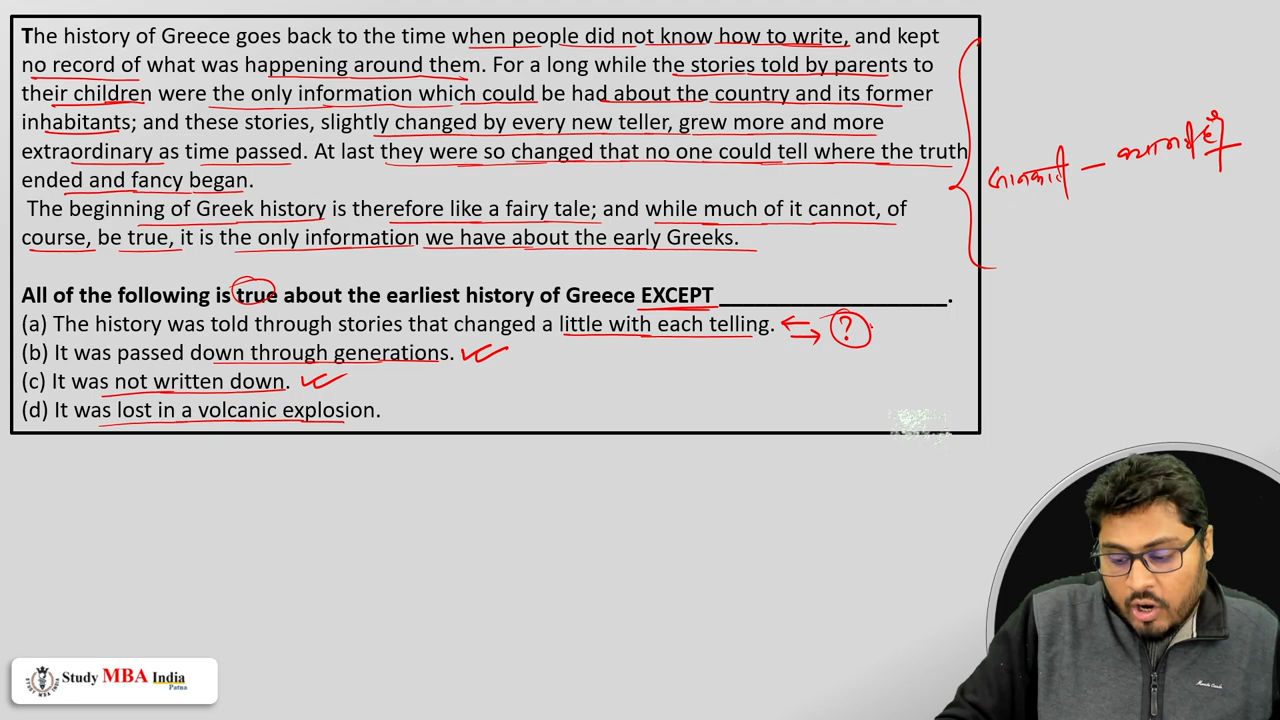 The history of Greece goes back to the time when people did not know how to write, and kept
no record of what was happening around them. For a long while the stories told by parents to
their children were the only information which could be had about the country and its former
inhabitants; and these stories, slightly changed by every new teller, grew more and more
extraordinary as time passed. At last they were so changed that no one could tell where the truth
ended and fancy began.
The beginning of Greek history is therefore like a fairy tale; and while much of it cannot, of
course, be true, it is the only information we have about the early Greeks.
All of the following is true about the earliest history of Greece EXCEPT ____________________.
(a) The history was told through stories that changed a little with each telling. ?
(b) It was passed down through generations.
(c) It was not written down.
(d) It was lost in a volcanic explosion.
Study MBA India
Patna